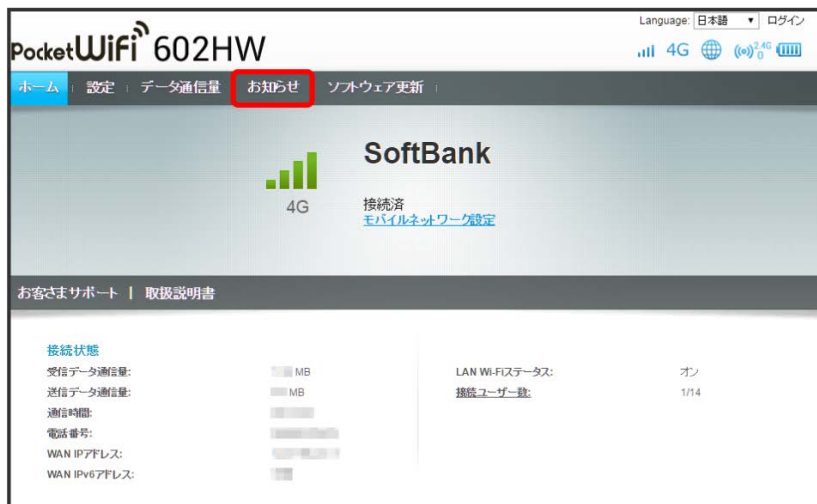 Language: 日本語 ログイン
PocketWiFi 602HW
4G 2.4G 0
ホーム 設定 データ通信量 お知らせ ソフトウェア更新
SoftBank
4G
接続済
モバイルネットワーク設定
お客さまサポート | 取扱説明書
接続状態
受信データ通信量: MB
送信データ通信量: MB
通信時間:
電話番号:
WAN IPアドレス:
WAN IPv6アドレス:
LAN Wi-Fiステータス: オン
接続ユーザー数: 1/14